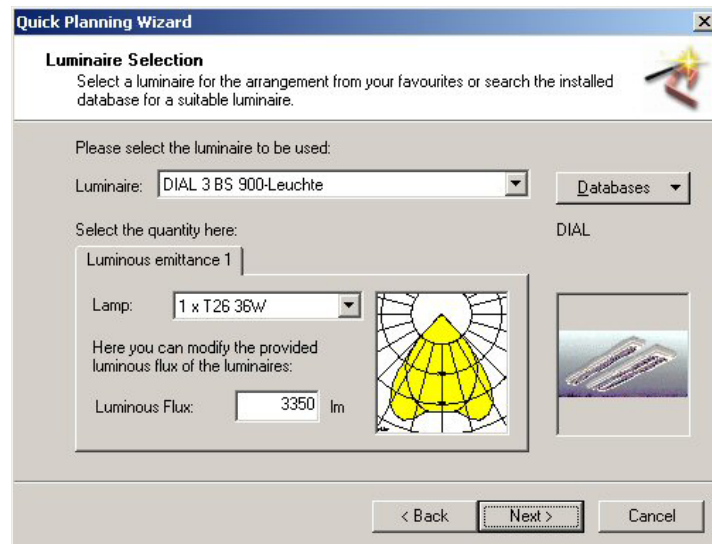 Quick Planning Wizard
Luminaire Selection
Select a luminaire for the arrangement from your favourites or search the installed
database for a suitable luminaire.
Please select the luminaire to be used:
Luminaire: DIAL 3 BS 900-Leuchte Databases
Select the quantity here: DIAL
Luminous emittance 1
Lamp: 1 x T26 36W
Here you can modify the provided
luminous flux of the luminaires:
Luminous Flux: 3350 lm
< Back Next > Cancel